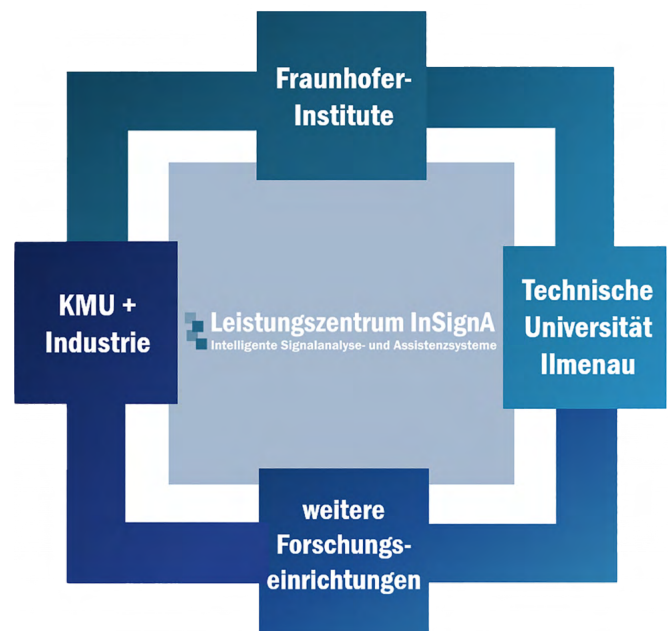 Fraunhofer-
Institute
KMU +
Industrie
Leistungszentrum InSignA
Intelligente Signalanalyse- und Assistenzsysteme
Technische
Universität
Ilmenau
weitere
Forschungs-
einrichtungen